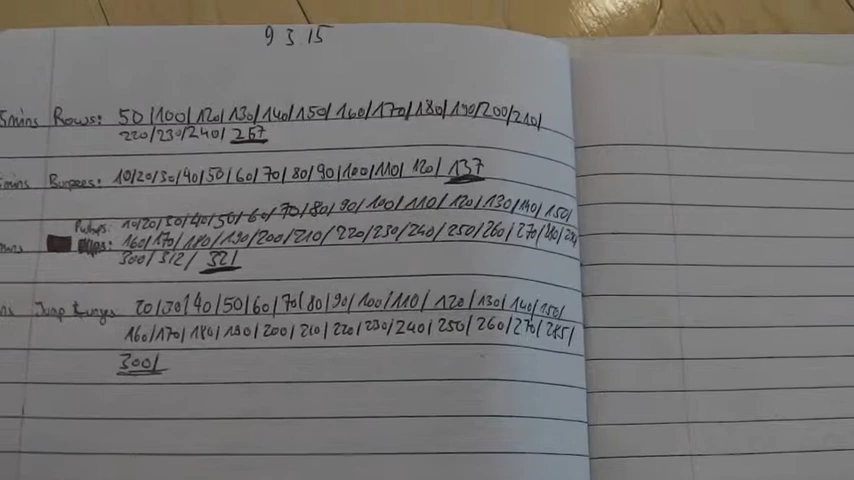 9 3.15
5mins Rows: 50/100/120/130/140/150/160/170/180/190/200/210/
220/230/240/267
mins Burpees: 10/20/30/40/50/60/70/80/90/100/110/120/137
Pushups: 10/20/30/40/50/60/70/80/90/100/110/120/130/140/150/
mins 160/170/180/190/200/210/220/230/240/250/260/270/280/290/
300/312/321
ns Jump Lunges 20/30/40/50/60/70/80/90/100/110/120/130/140/150/
160/170/180/190/200/210/220/230/240/250/260/270/285/
300/